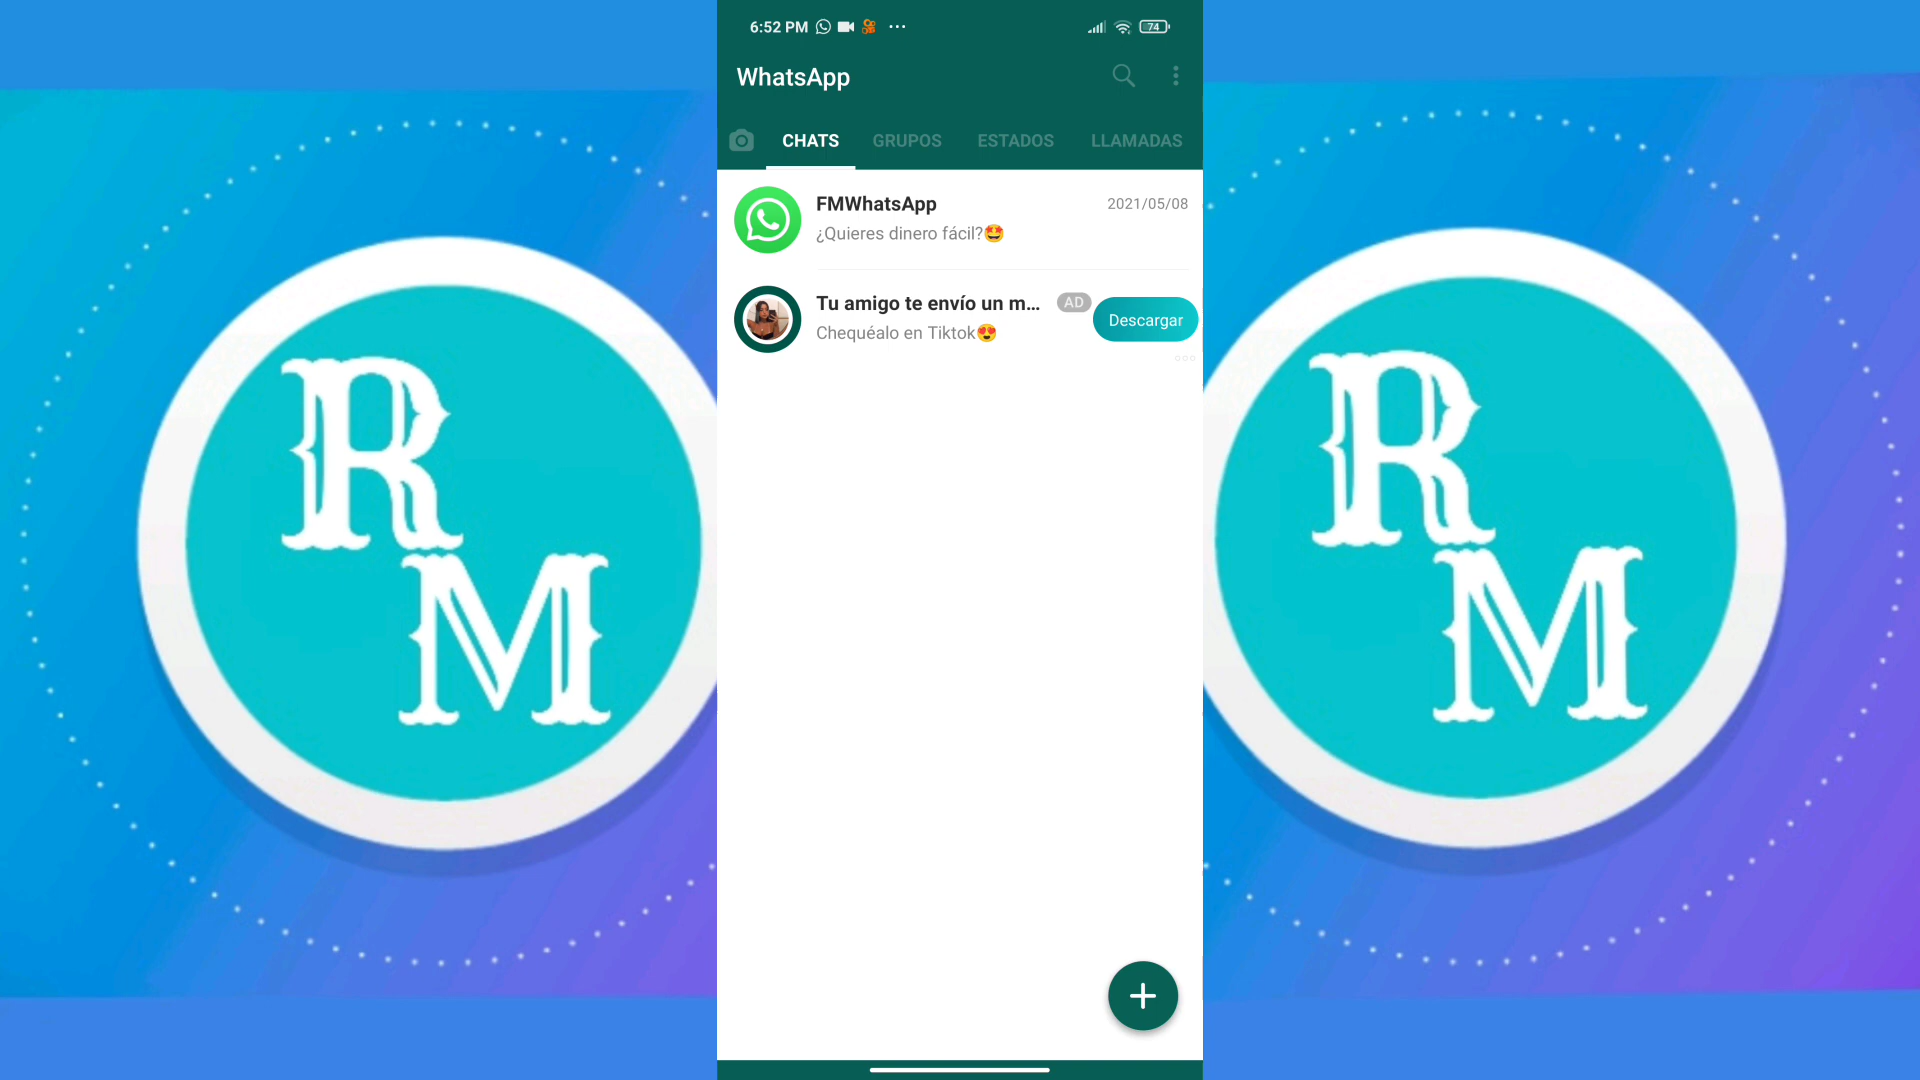 6:52 PM
74
WhatsApp
CHATS GRUPOS ESTADOS LLAMADAS
FMWhatsApp 2021/05/08
¿Quieres dinero fácil?🤩
Tu amigo te envío un m... AD
Chequéalo en Tiktok😍
Descargar
R
M
R
M